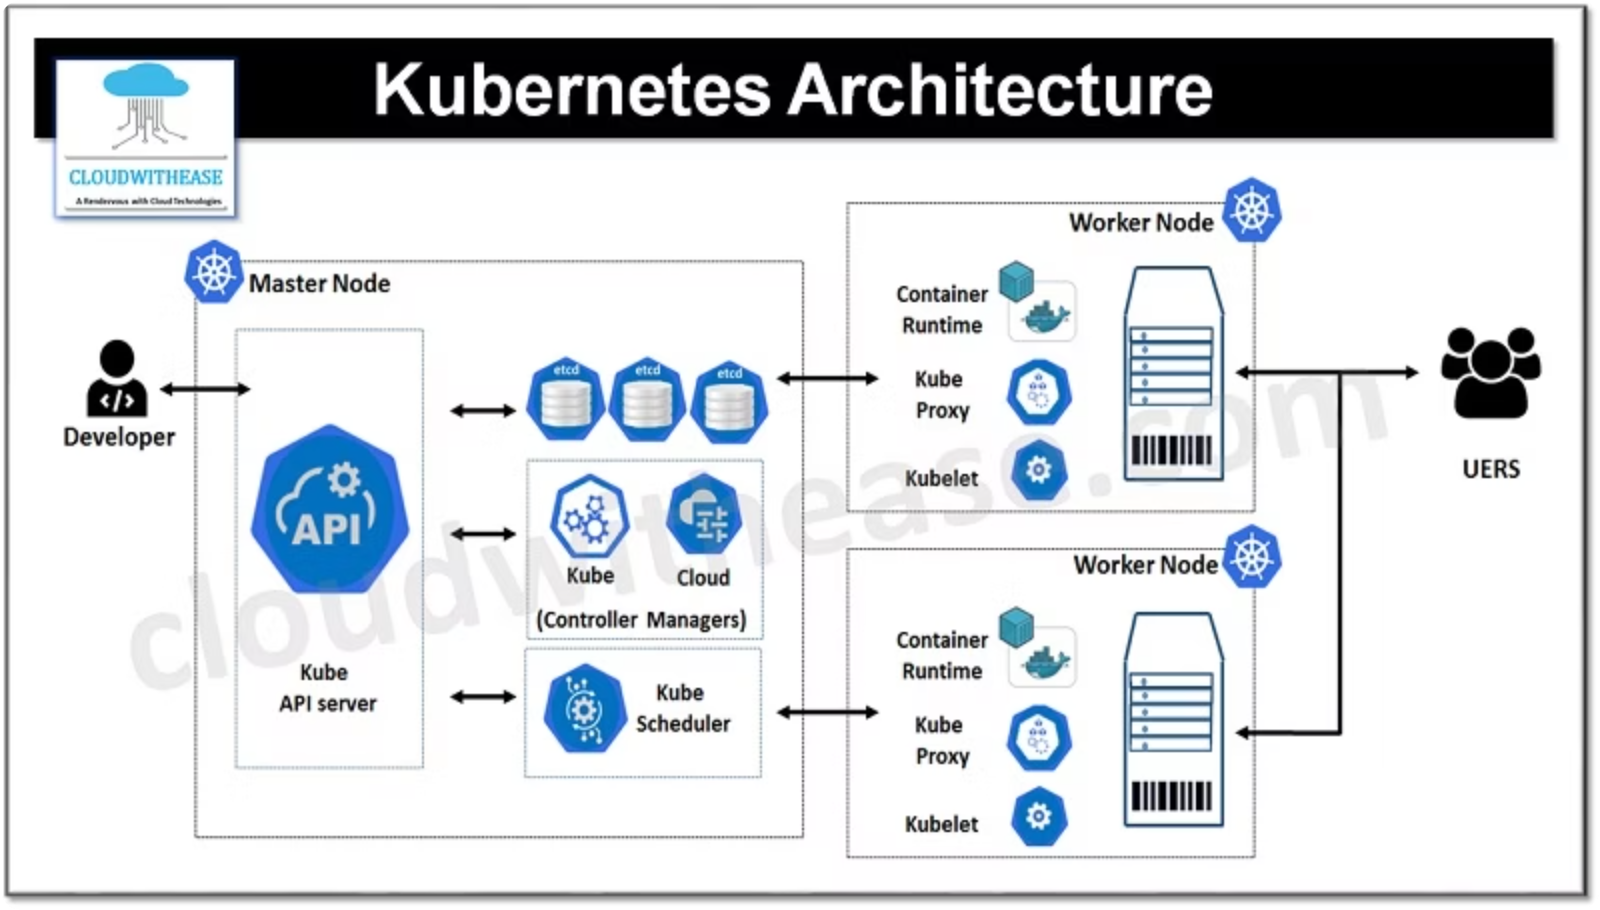 Kubernetes Architecture
CLOUDWITHEASE
A Rendezvous with Cloud Technologies
Master Node
Developer
API
Kube
API server
etcd
etcd
etcd
Kube
Cloud
(Controller Managers)
Kube
Scheduler
Worker Node
Container
Runtime
Kube
Proxy
Kubelet
Worker Node
Container
Runtime
Kube
Proxy
Kubelet
UERS
cloudwithease.com